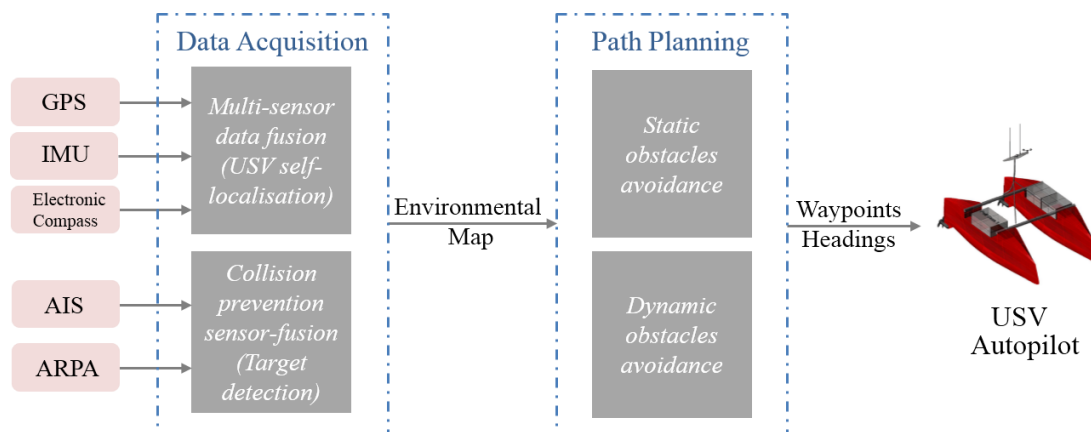 Data Acquisition
GPS
IMU
Electronic
Compass
Multi-sensor
data fusion
(USV self-
localisation)
AIS
ARPA
Collision
prevention
sensor-fusion
(Target
detection)
Environmental
Map
Path Planning
Static
obstacles
avoidance
Dynamic
obstacles
avoidance
Waypoints
Headings
USV
Autopilot